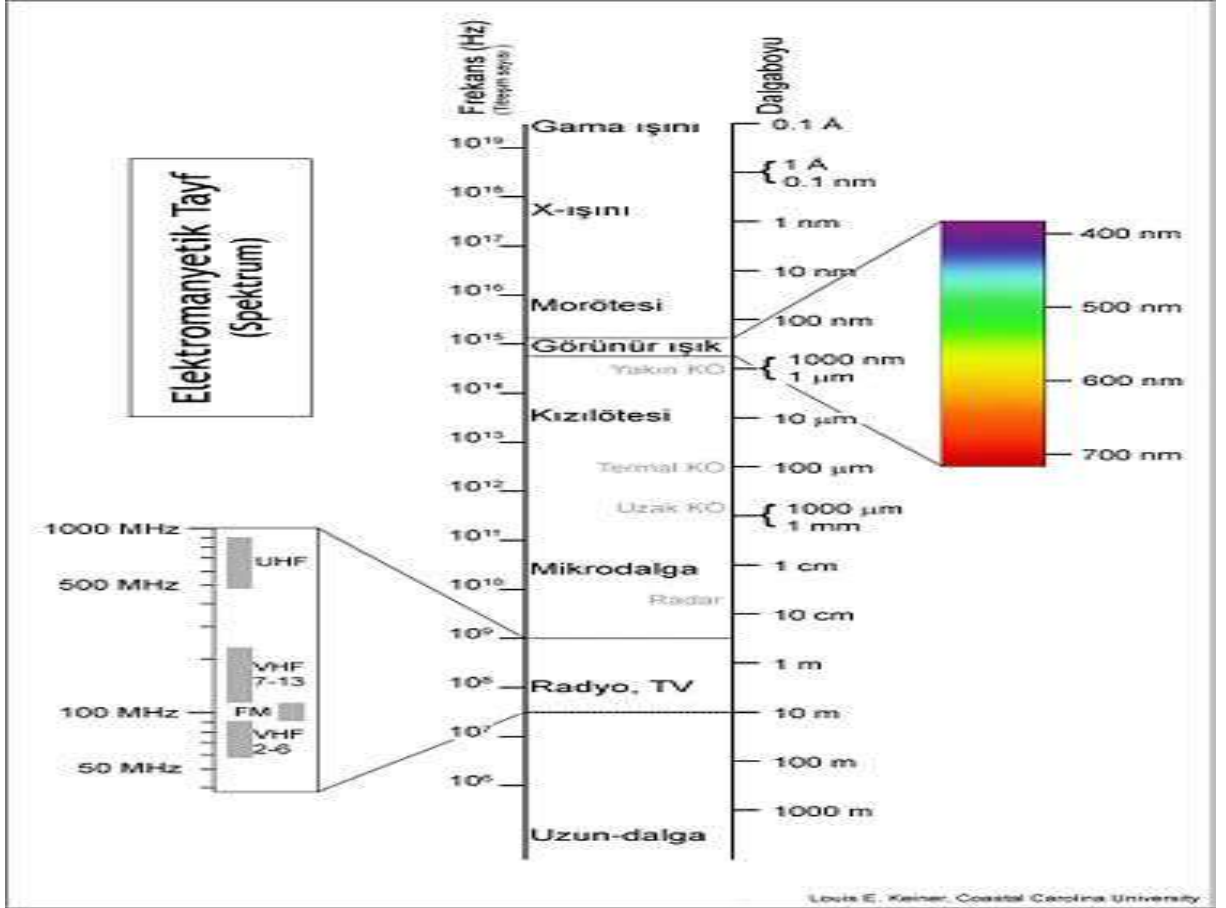 Elektromanyetik Tayf
(Spektrum)
Frekans (Hz)
(Titreşim sayısı)
Dalgaboyu
10¹⁹
10¹⁸
10¹⁷
10¹⁶
10¹⁵
10¹⁴
10¹³
10¹²
10¹¹
10¹⁰
10⁹
10⁸
10⁷
10⁶
Gama ışını
X-ışını
Morötesi
Görünür ışık
Yakın KÖ
Kızılötesi
Termal KÖ
Uzak KÖ
Mikrodalga
Radar
Radyo, TV
Uzun-dalga
0.1 Å
1 Å
0.1 nm
1 nm
10 nm
100 nm
1000 nm
1 µm
10 µm
100 µm
1000 µm
1 mm
1 cm
10 cm
1 m
10 m
100 m
1000 m
400 nm
500 nm
600 nm
700 nm
1000 MHz
500 MHz
100 MHz
50 MHz
UHF
VHF
7-13
FM
VHF
2-6
Louis E. Keiner, Coastal Carolina University